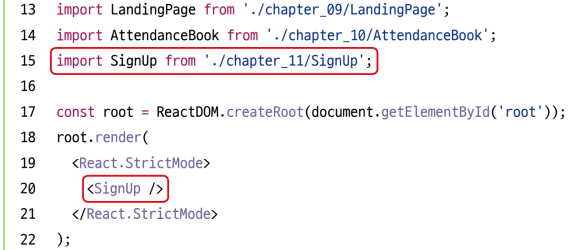 13 import LandingPage from './chapter_09/LandingPage';
14 import AttendanceBook from './chapter_10/AttendanceBook';
15 import SignUp from './chapter_11/SignUp';
16
17 const root = ReactDOM.createRoot(document.getElementById('root'));
18 root.render(
19   <React.StrictMode>
20     <SignUp />
21   </React.StrictMode>
22 );